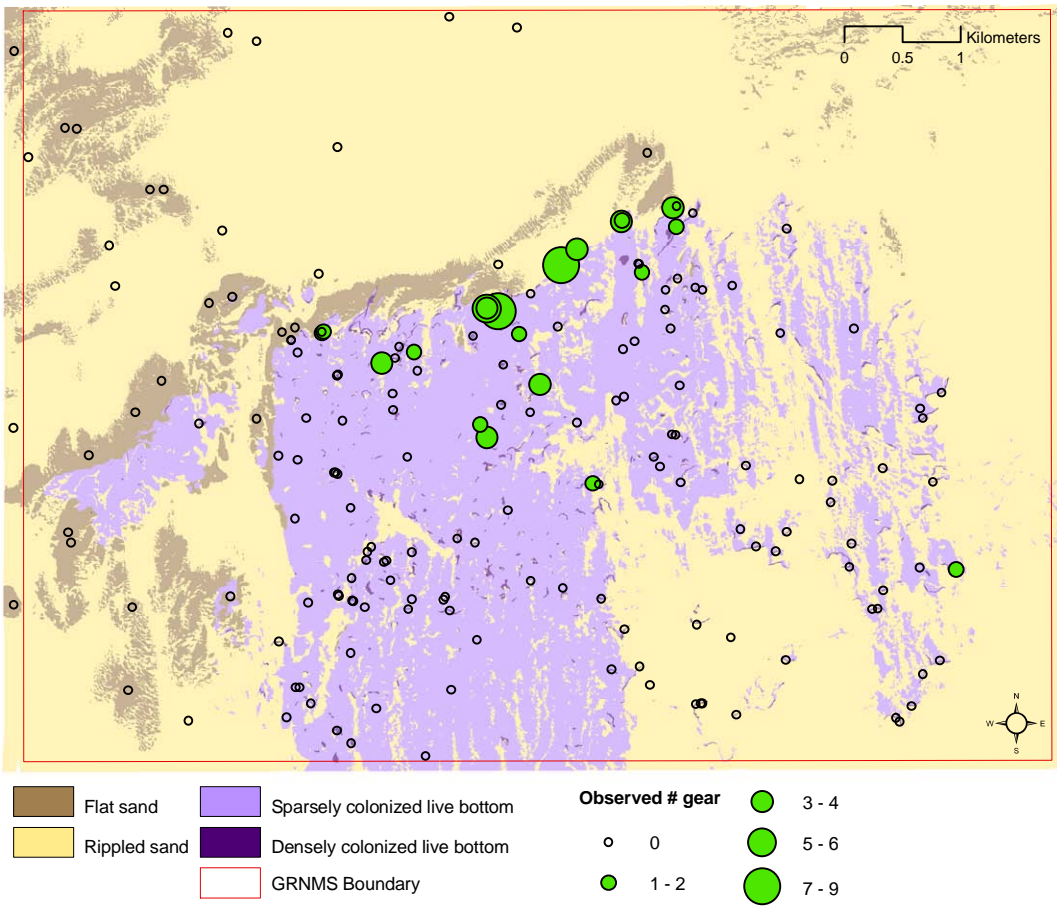 Kilometers
0 0.5 1
N
W E
S
Flat sand
Rippled sand
Sparsely colonized live bottom
Densely colonized live bottom
GRNMS Boundary
Observed # gear
0
1 - 2
3 - 4
5 - 6
7 - 9